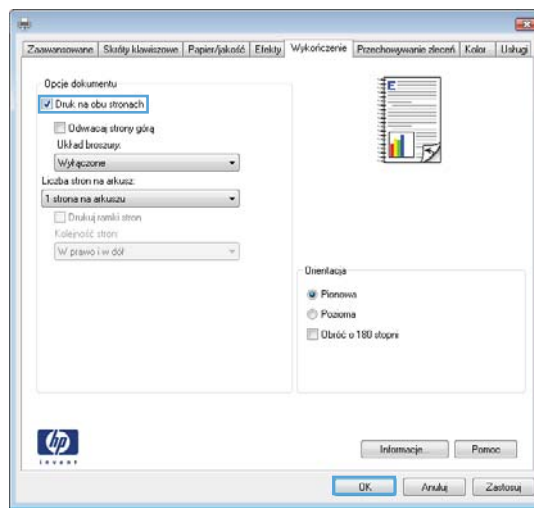 Zaawansowane Skróty klawiszowe Papier/jakość Efekty Wykończenie Przechowywanie zleceń Kolor Usługi
Opcje dokumentu
Druk na obu stronach
Odwracaj strony górą
Układ broszury:
Wyłączone
Liczba stron na arkusz:
1 strona na arkuszu
Drukuj ramki stron
Kolejność stron:
W prawo i w dół
E
Orientacja
Pionowa
Pozioma
Obróć o 180 stopni
hp
invent
Informacje... Pomoc
OK Anuluj Zastosuj